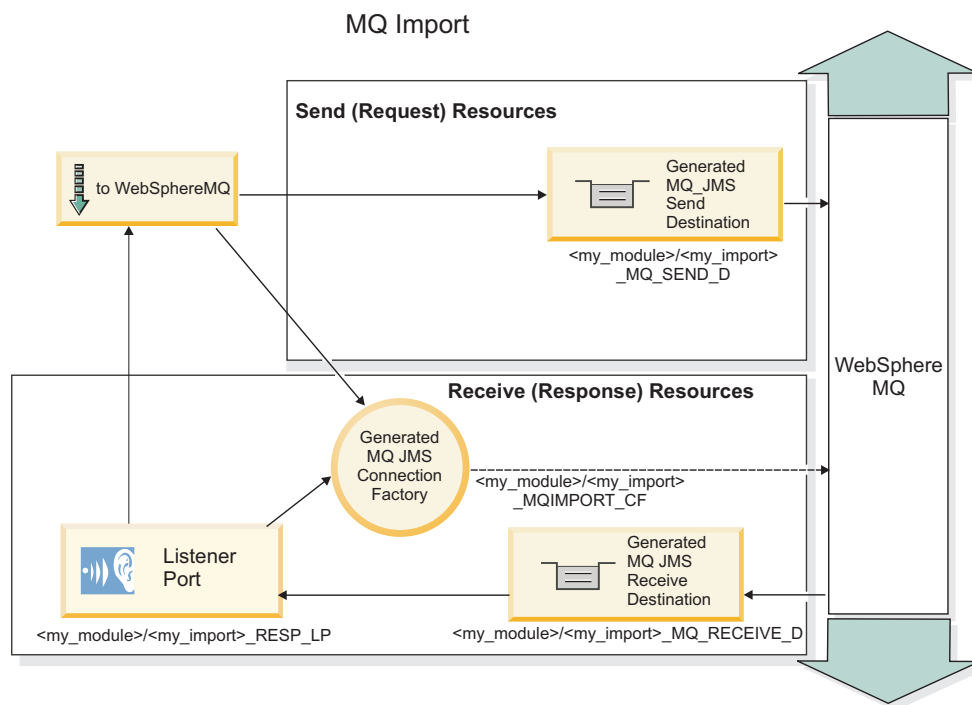 MQ Import
Send (Request) Resources
to WebSphereMQ
Generated
MQ_JMS
Send
Destination
<my_module>/<my_import>
_MQ_SEND_D
WebSphere
MQ
Receive (Response) Resources
Generated
MQ JMS
Connection
Factory
<my_module>/<my_import>
_MQIMPORT_CF
Listener
Port
<my_module>/<my_import>_RESP_LP
Generated
MQ JMS
Receive
Destination
<my_module>/<my_import>_MQ_RECEIVE_D